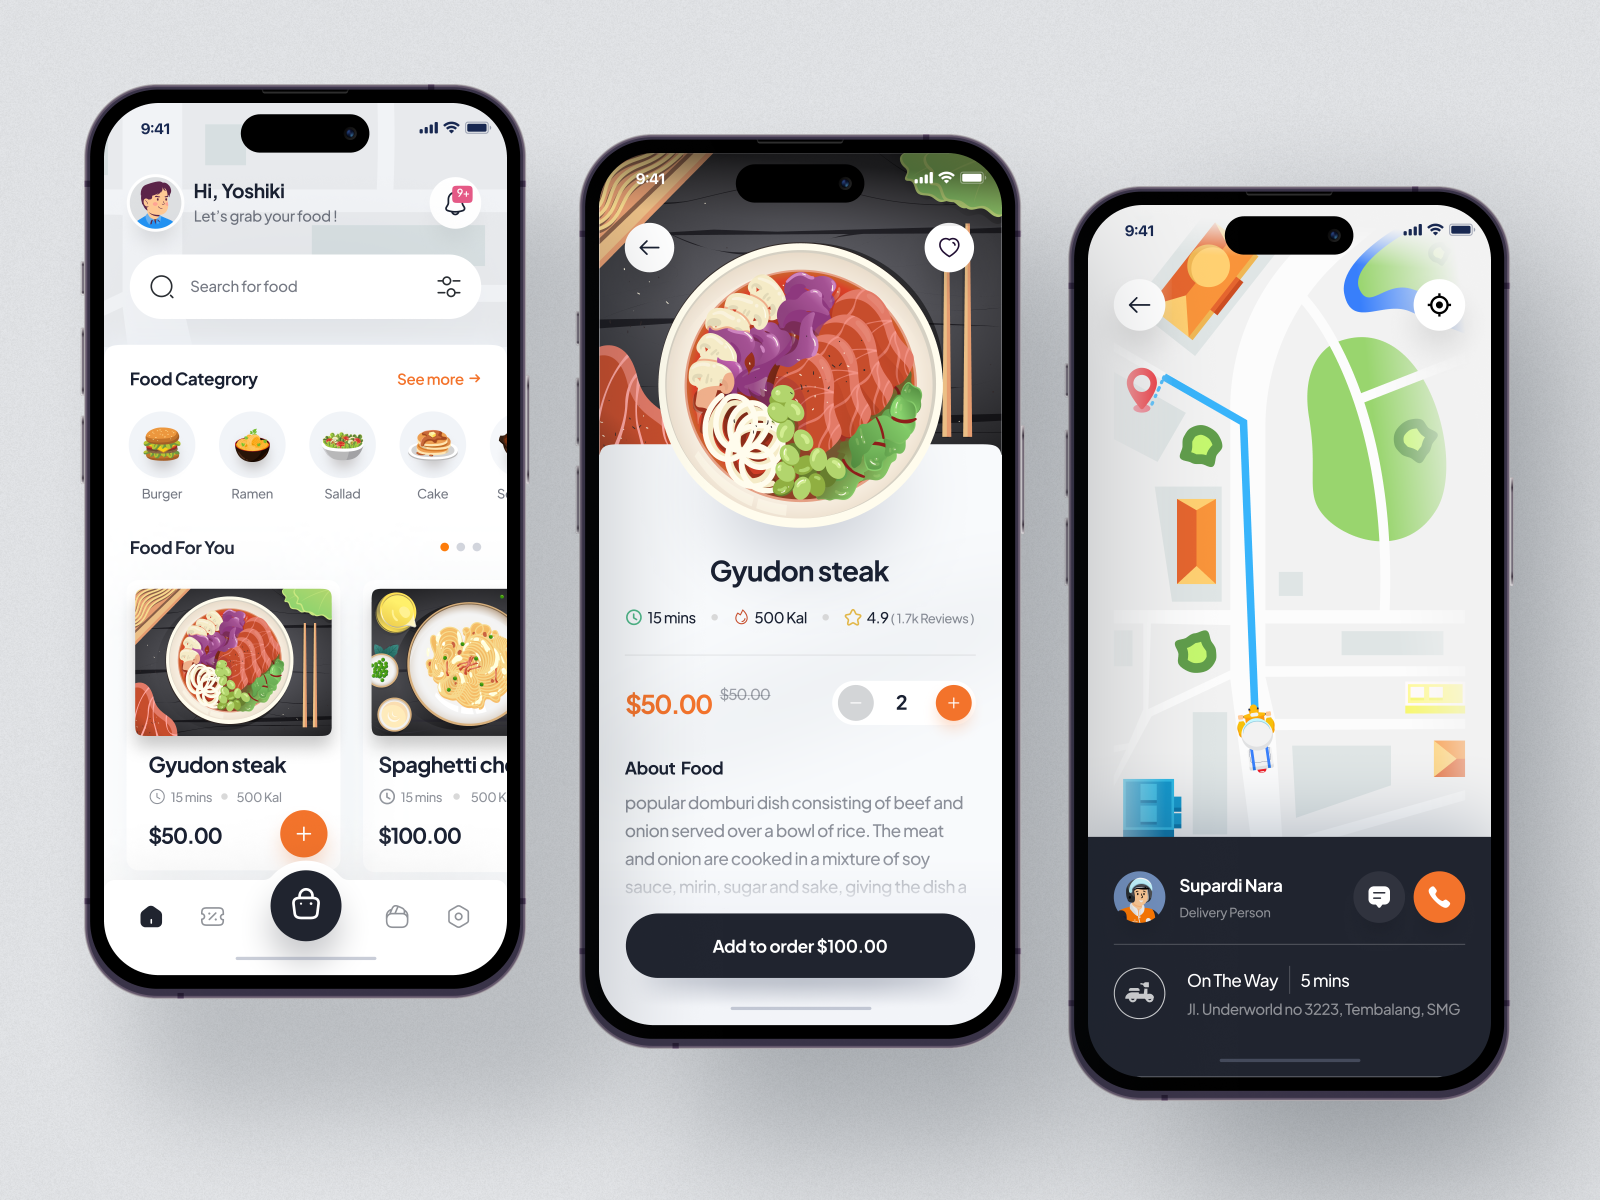 9:41
Hi, Yoshiki
Let's grab your food !
9+
Search for food
Food Categrory
See more →
Burger
Ramen
Sallad
Cake
Food For You
Gyudon steak
15 mins • 500 Kal
$50.00
Spaghetti
15 mins • 500
$100.00
9:41
Gyudon steak
15 mins • 500 Kal • 4.9 ( 1.7k Reviews )
$50.00 $50.00
2
About Food
popular domburi dish consisting of beef and
onion served over a bowl of rice. The meat
and onion are cooked in a mixture of soy
sauce, mirin, sugar and sake, giving the dish a
Add to order $100.00
9:41
Supardi Nara
Delivery Person
On The Way | 5 mins
Jl. Underworld no 3223, Tembalang, SMG